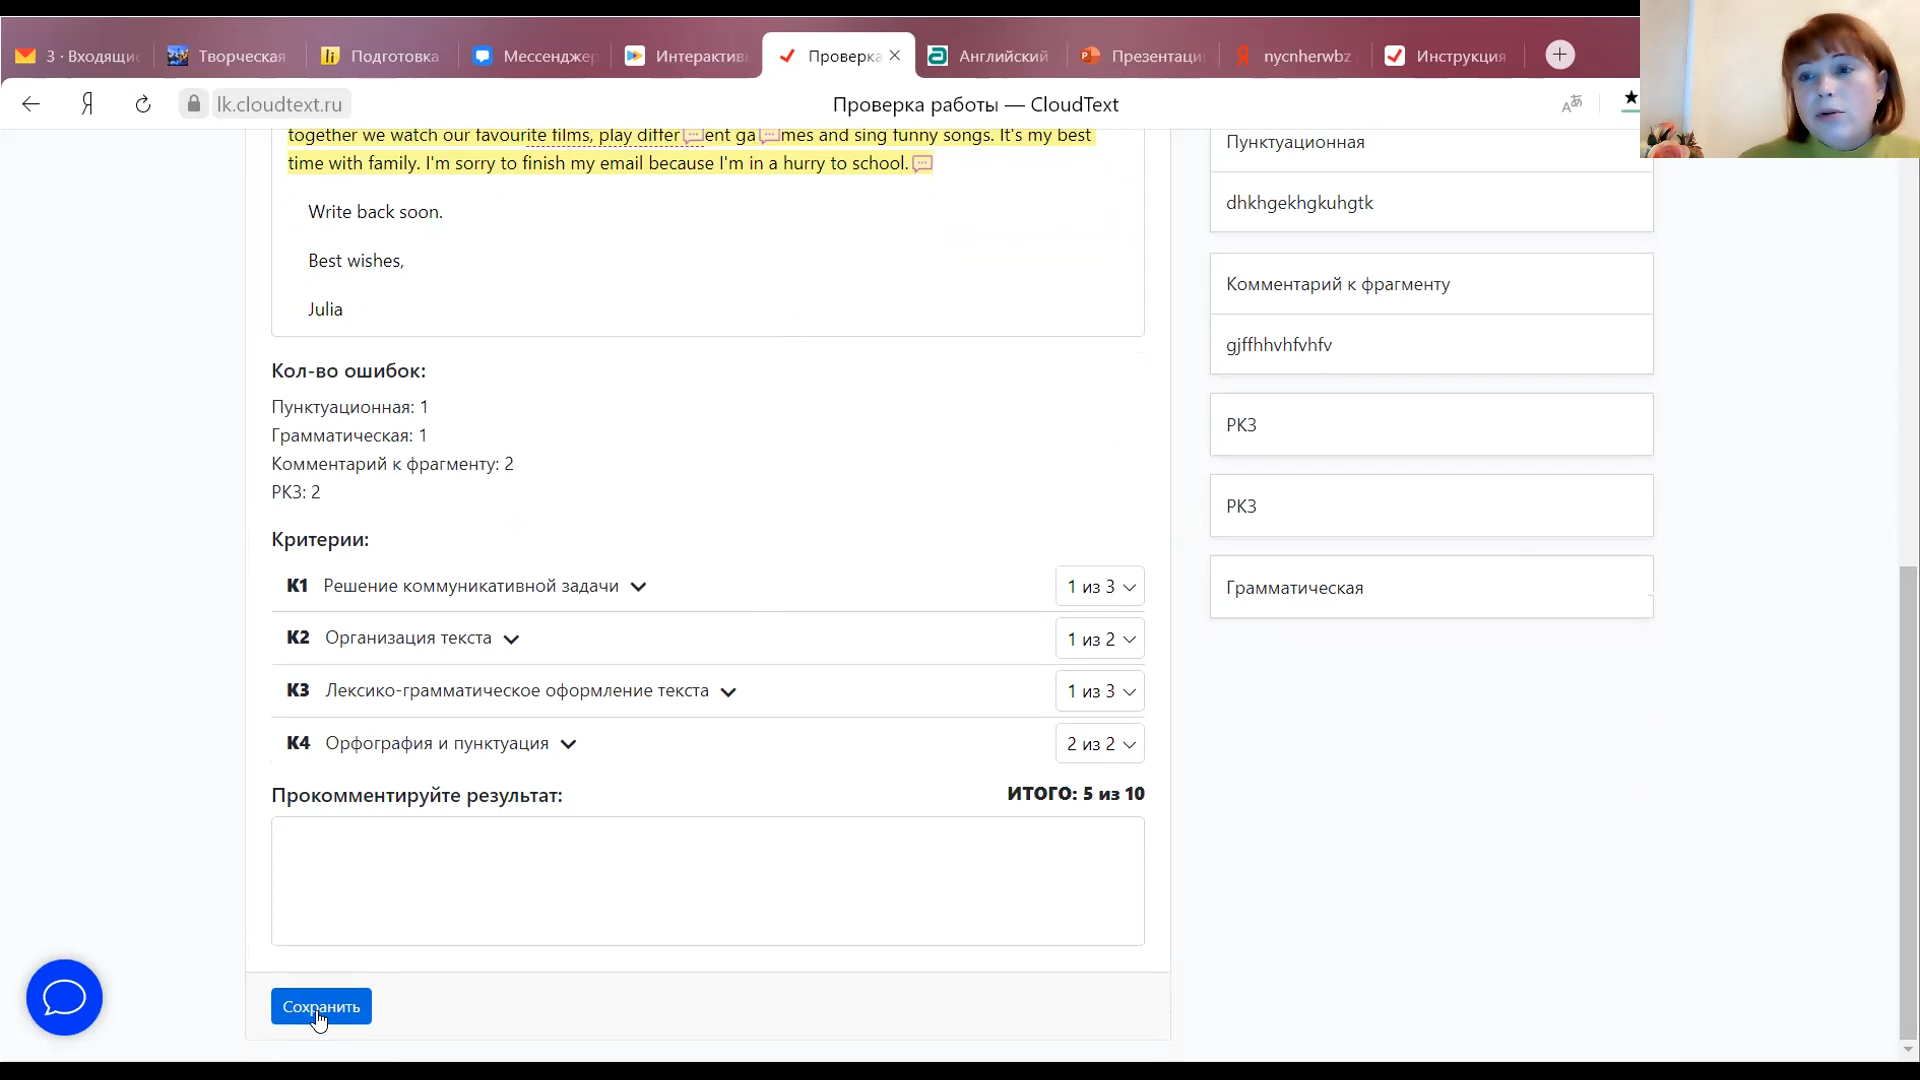 3 · Входящие
Творческая
Подготовка
Мессенджер
Интерактив
Проверка
Английский
Презентаци
nycnherwbz
Инструкция
lk.cloudtext.ru
Проверка работы — CloudText
together we watch our favourite films, play different games and sing funny songs. It's my best
time with family. I'm sorry to finish my email because I'm in a hurry to school.
Write back soon.
Best wishes,
Julia
Кол-во ошибок:
Пунктуационная: 1
Грамматическая: 1
Комментарий к фрагменту: 2
РКЗ: 2
Критерии:
К1 Решение коммуникативной задачи 1 из 3
К2 Организация текста 1 из 2
К3 Лексико-грамматическое оформление текста 1 из 3
К4 Орфография и пунктуация 2 из 2
Прокомментируйте результат:
ИТОГО: 5 из 10
Сохранить
Пунктуационная
dhkhgekhgkuhgtk
Комментарий к фрагменту
gjffhhvhfvhfv
РКЗ
РКЗ
Грамматическая